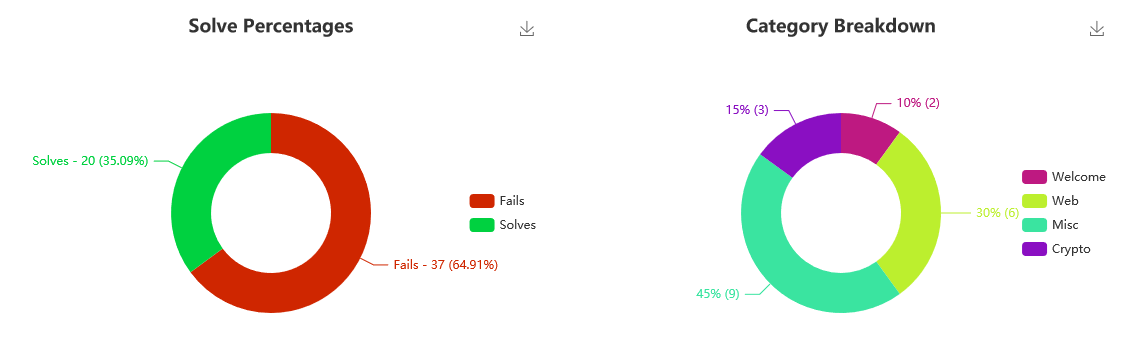 Solve Percentages
Solves - 20 (35.09%)
Fails - 37 (64.91%)
Fails
Solves
Category Breakdown
15% (3)
10% (2)
30% (6)
45% (9)
Welcome
Web
Misc
Crypto